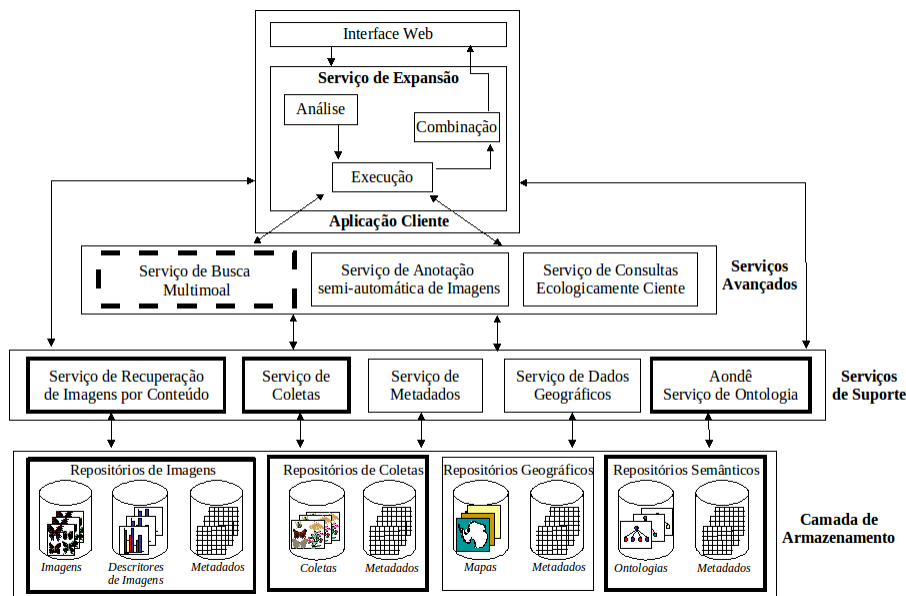 Interface Web
Serviço de Expansão
Análise
Combinação
Execução
Aplicação Cliente
Serviço de Busca
Multimoal
Serviço de Anotação
semi-automática de Imagens
Serviço de Consultas
Ecologicamente Ciente
Serviços
Avançados
Serviço de Recuperação
de Imagens por Conteúdo
Serviço de
Coletas
Serviço de
Metadados
Serviço de Dados
Geográficos
Aondê
Serviço de Ontologia
Serviços
de Suporte
Repositórios de Imagens
Imagens
Descritores
de Imagens
Metadados
Repositórios de Coletas
Coletas
Metadados
Repositórios Geográficos
Mapas
Metadados
Repositórios Semânticos
Ontologias
Metadados
Camada de
Armazenamento